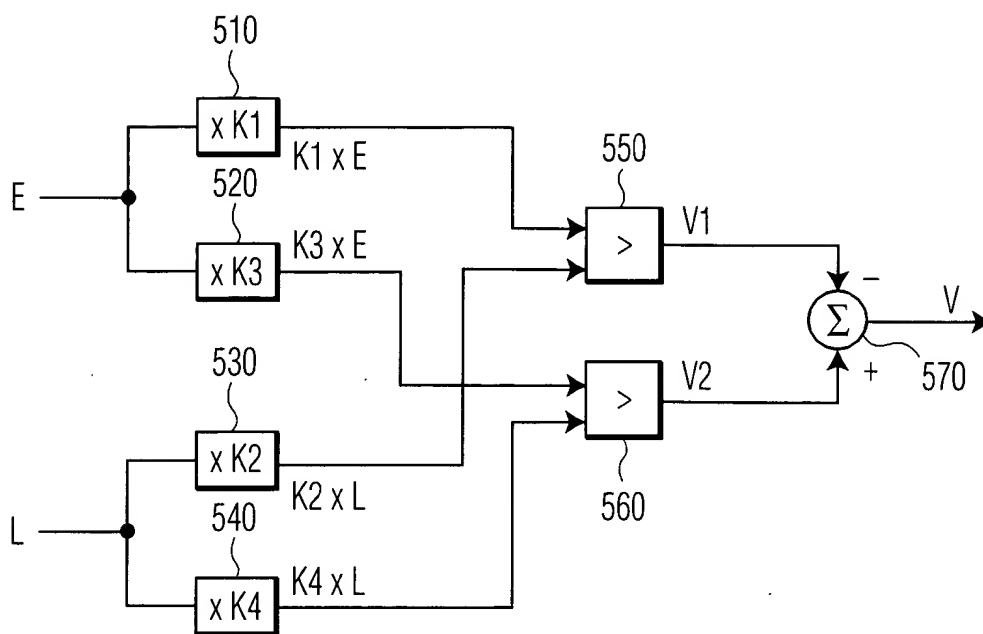 510
x K1
K1 x E
E
520
x K3
K3 x E
550
>
V1
−
Σ
V
570
+
530
x K2
K2 x L
V2
>
560
L
540
x K4
K4 x L